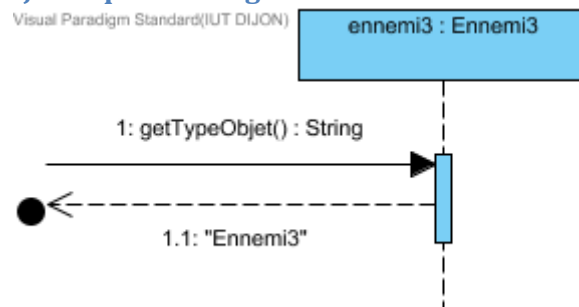 Visual Paradigm Standard(IUT DIJON)
ennemi3 : Ennemi3
1: getTypeObjet() : String
1.1: "Ennemi3"